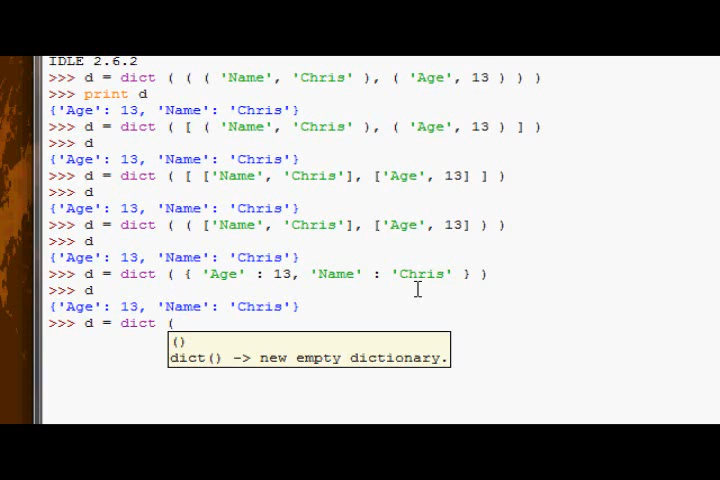 IDLE 2.6.2
>>> d = dict ( ( ( 'Name', 'Chris' ), ( 'Age', 13 ) ) )
>>> print d
{'Age': 13, 'Name': 'Chris'}
>>> d = dict ( [ ( 'Name', 'Chris' ), ( 'Age', 13 ) ] )
>>> d
{'Age': 13, 'Name': 'Chris'}
>>> d = dict ( [ ['Name', 'Chris'], ['Age', 13] ] )
>>> d
{'Age': 13, 'Name': 'Chris'}
>>> d = dict ( ( ['Name', 'Chris'], ['Age', 13] ) )
>>> d
{'Age': 13, 'Name': 'Chris'}
>>> d = dict ( { 'Age' : 13, 'Name' : 'Chris' } )
>>> d
{'Age': 13, 'Name': 'Chris'}
>>> d = dict (
()
dict() -> new empty dictionary.